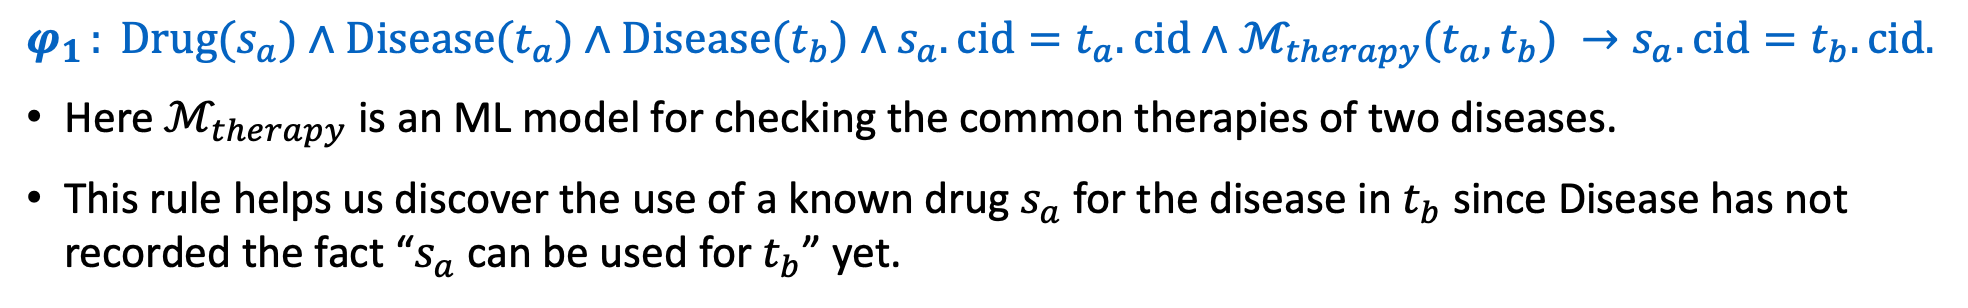 φ₁: Drug(sₐ) ∧ Disease(tₐ) ∧ Disease(t_b) ∧ sₐ.cid = tₐ.cid ∧ ℳ_therapy(tₐ, t_b) → sₐ.cid = t_b.cid.
• Here ℳ_therapy is an ML model for checking the common therapies of two diseases.
• This rule helps us discover the use of a known drug sₐ for the disease in t_b since Disease has not
recorded the fact “sₐ can be used for t_b” yet.